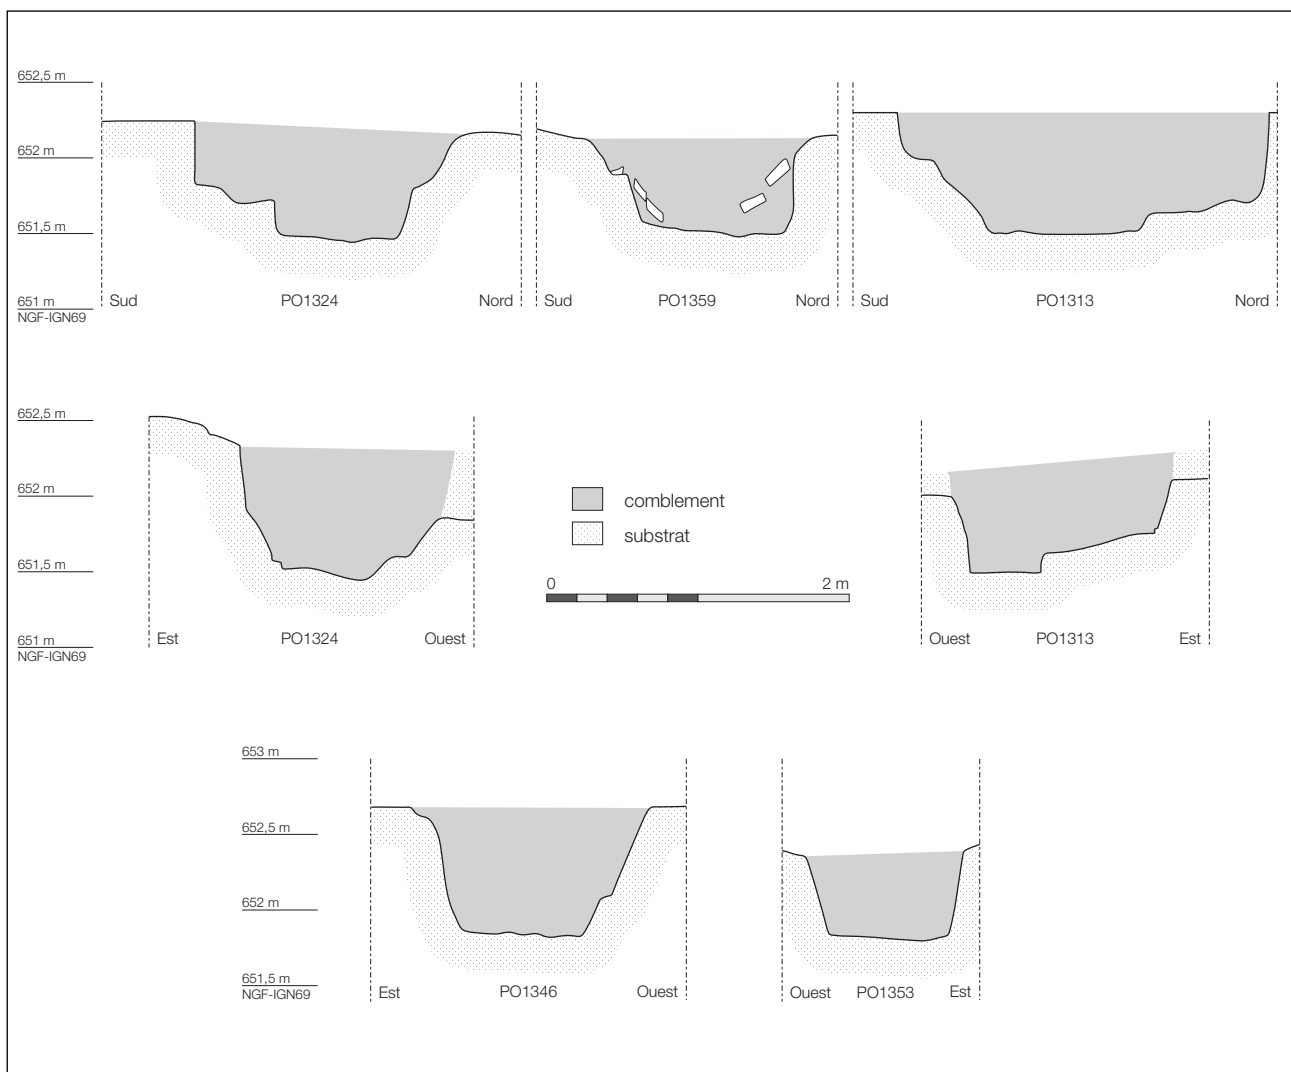 652,5 m
652 m
651,5 m
651 m
NGF-IGN69
Sud PO1324 Nord
Sud PO1359 Nord
Sud PO1313 Nord
652,5 m
652 m
651,5 m
651 m
NGF-IGN69
Est PO1324 Ouest
comblement
substrat
0 2 m
Ouest PO1313 Est
653 m
652,5 m
652 m
651,5 m
NGF-IGN69
Est PO1346 Ouest
Ouest PO1353 Est